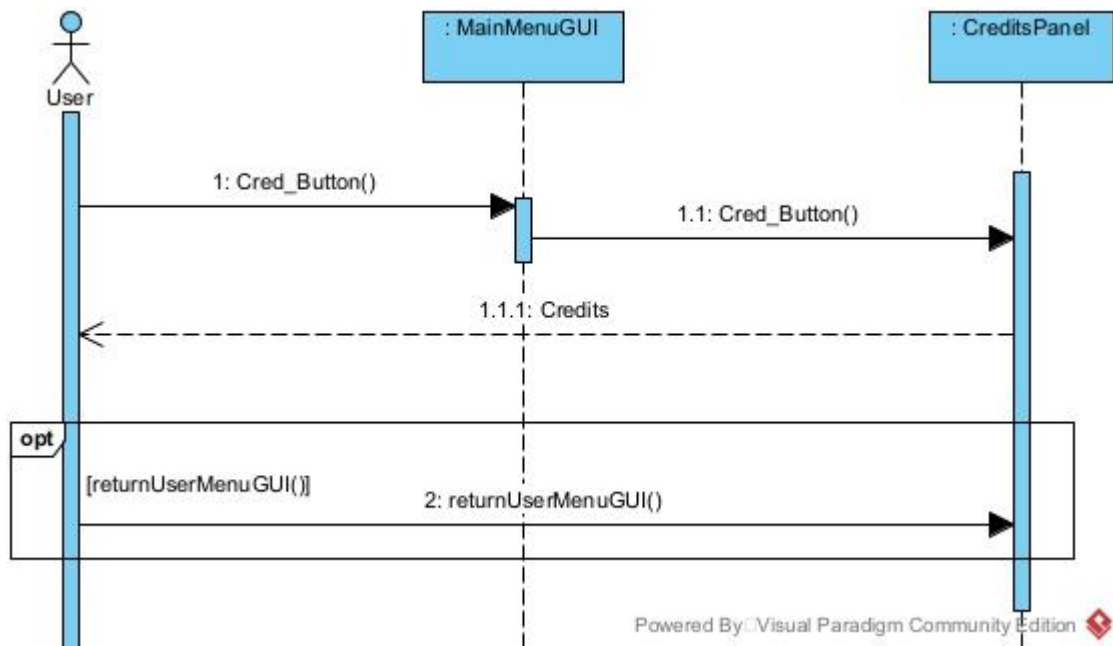 : MainMenuGUI
: CreditsPanel
User
1: Cred_Button()
1.1: Cred_Button()
1.1.1: Credits
opt
[returnUserMenuGUI()]
2: returnUserMenuGUI()
Powered By Visual Paradigm Community Edition